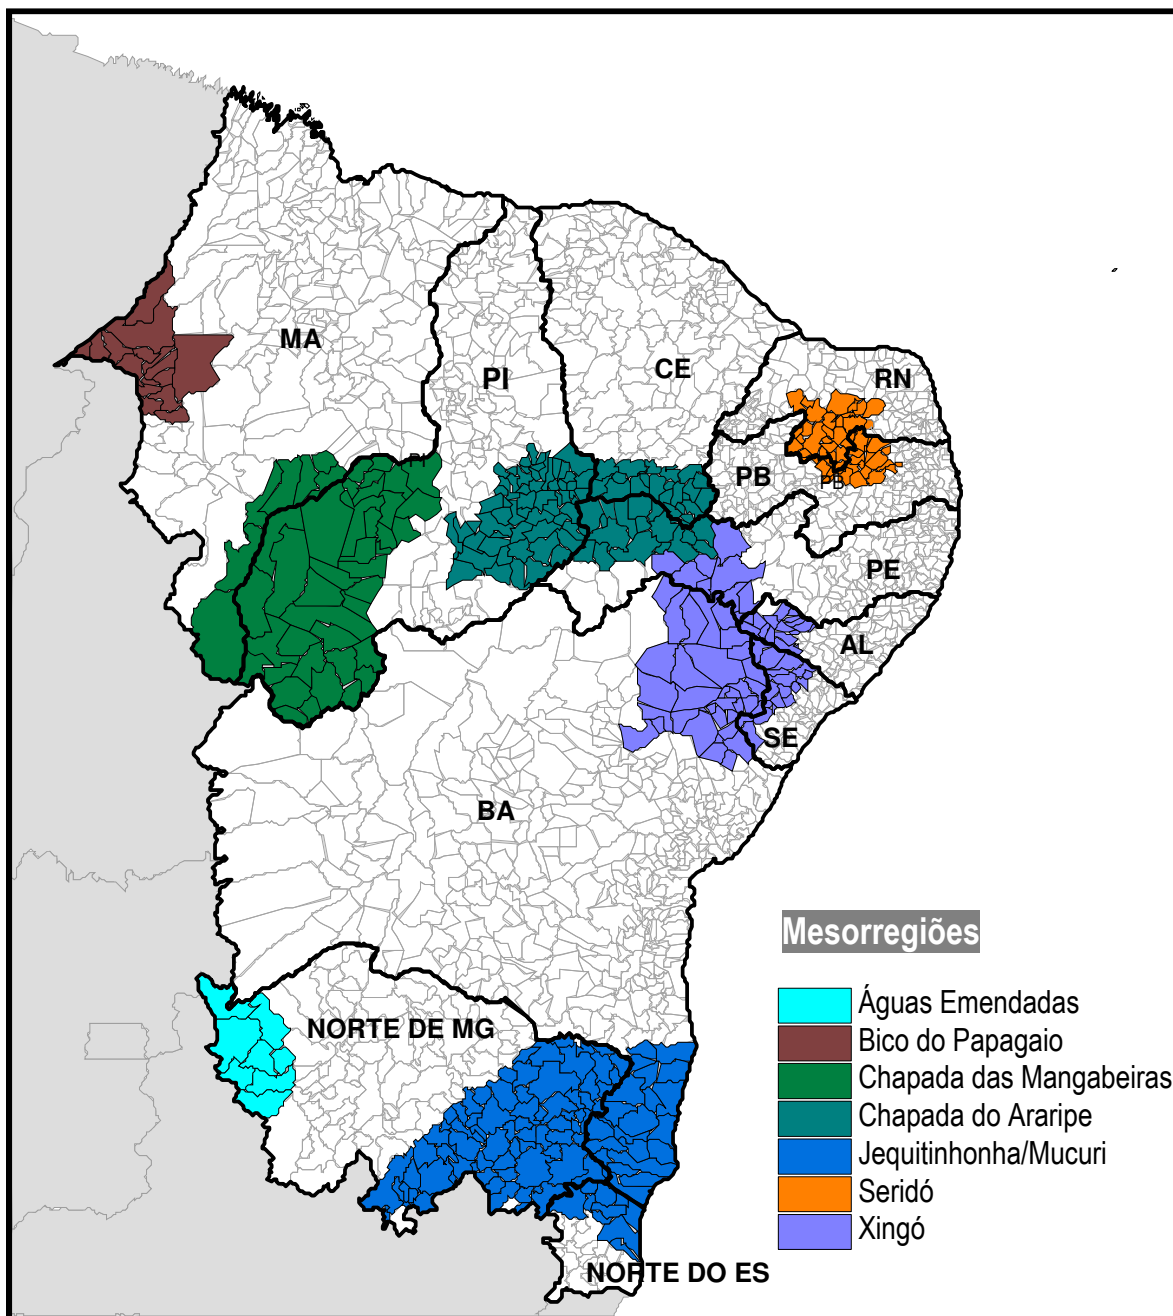 MA
PI
CE
RN
PB
PB
PE
AL
SE
BA
Mesorregiões
Águas Emendadas
NORTE DE MG
Bico do Papagaio
Chapada das Mangabeiras
Chapada do Araripe
Jequitinhonha/Mucuri
Seridó
Xingó
NORTE DO ES